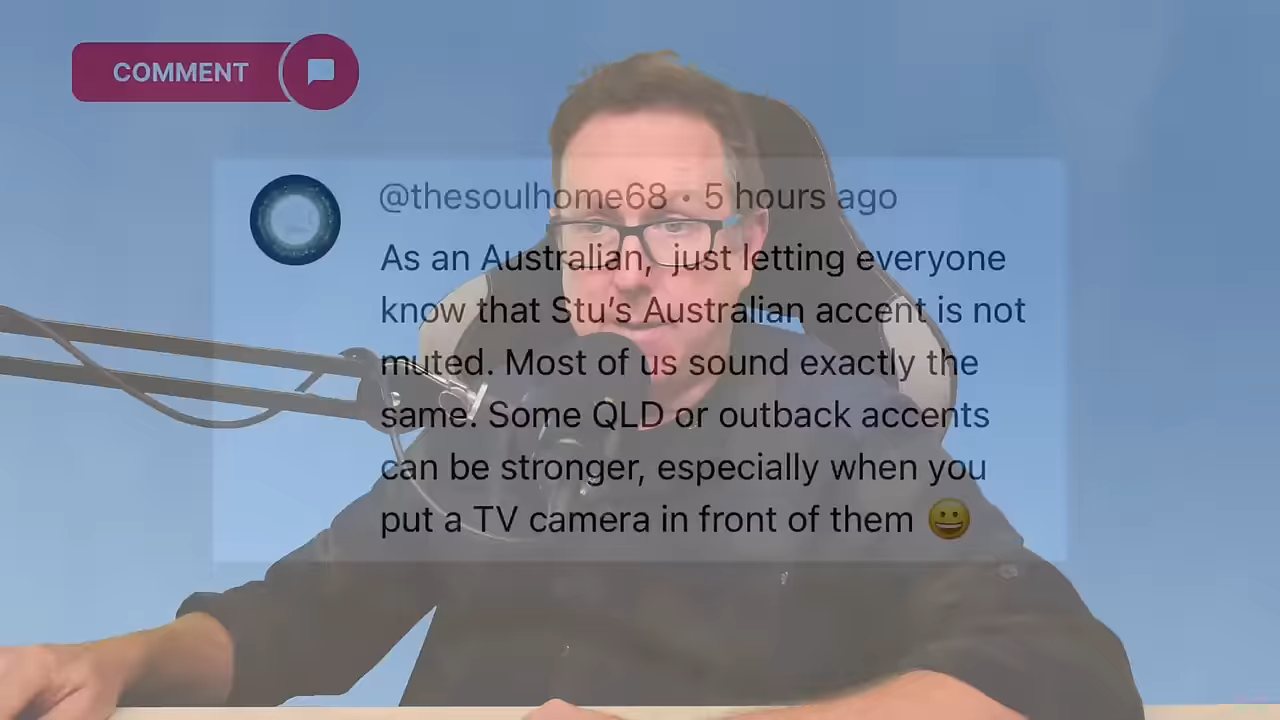 COMMENT
@thesoulhome68 · 5 hours ago
As an Australian, just letting everyone
know that Stu’s Australian accent is not
muted. Most of us sound exactly the
same. Some QLD or outback accents
can be stronger, especially when you
put a TV camera in front of them 😀